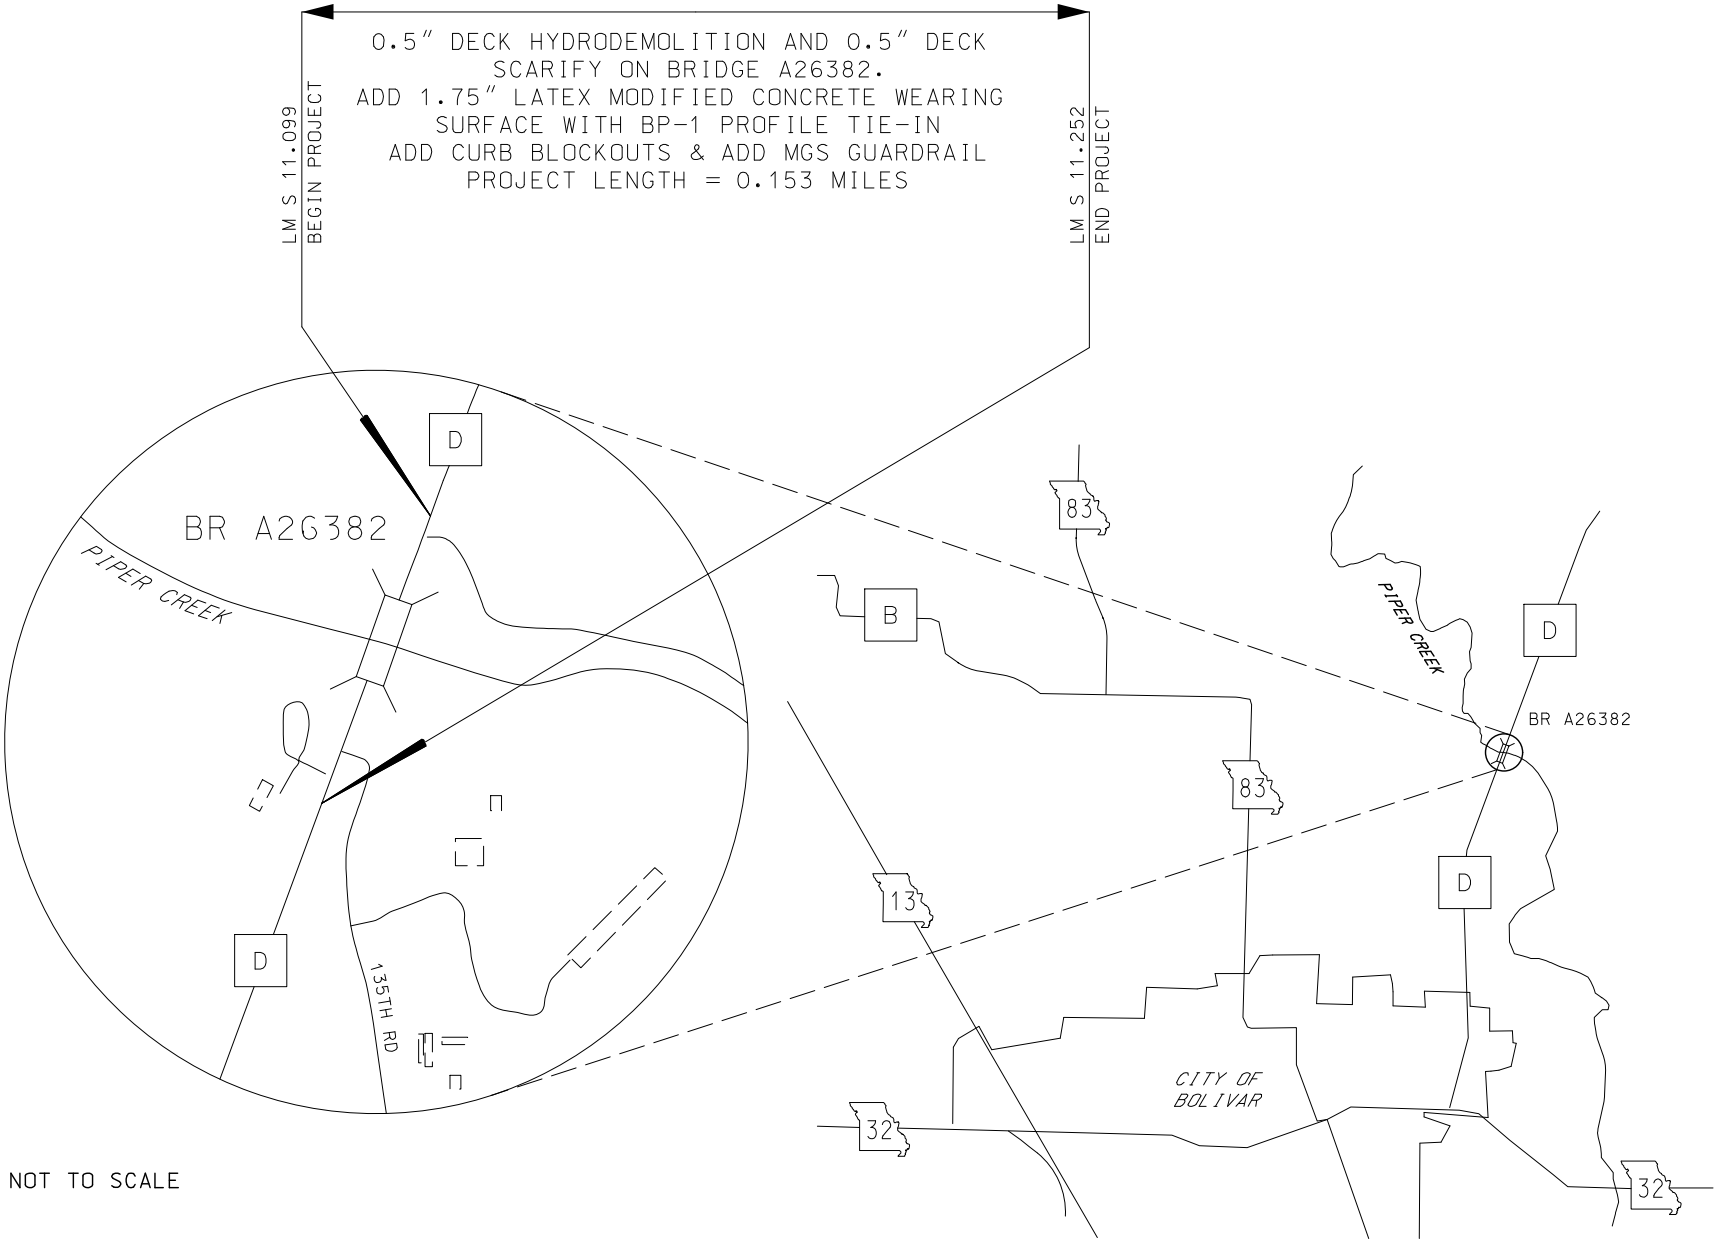 0.5" DECK HYDRODEMOLITION AND 0.5" DECK
SCARIFY ON BRIDGE A26382.
ADD 1.75" LATEX MODIFIED CONCRETE WEARING
SURFACE WITH BP-1 PROFILE TIE-IN
ADD CURB BLOCKOUTS & ADD MGS GUARDRAIL
PROJECT LENGTH = 0.153 MILES
LM S 11.099
BEGIN PROJECT
LM S 11.252
END PROJECT
D
BR A26382
PIPER CREEK
D
135TH RD
83
B
PIPER CREEK
D
BR A26382
83
D
13
CITY OF
BOLIVAR
32
32
NOT TO SCALE